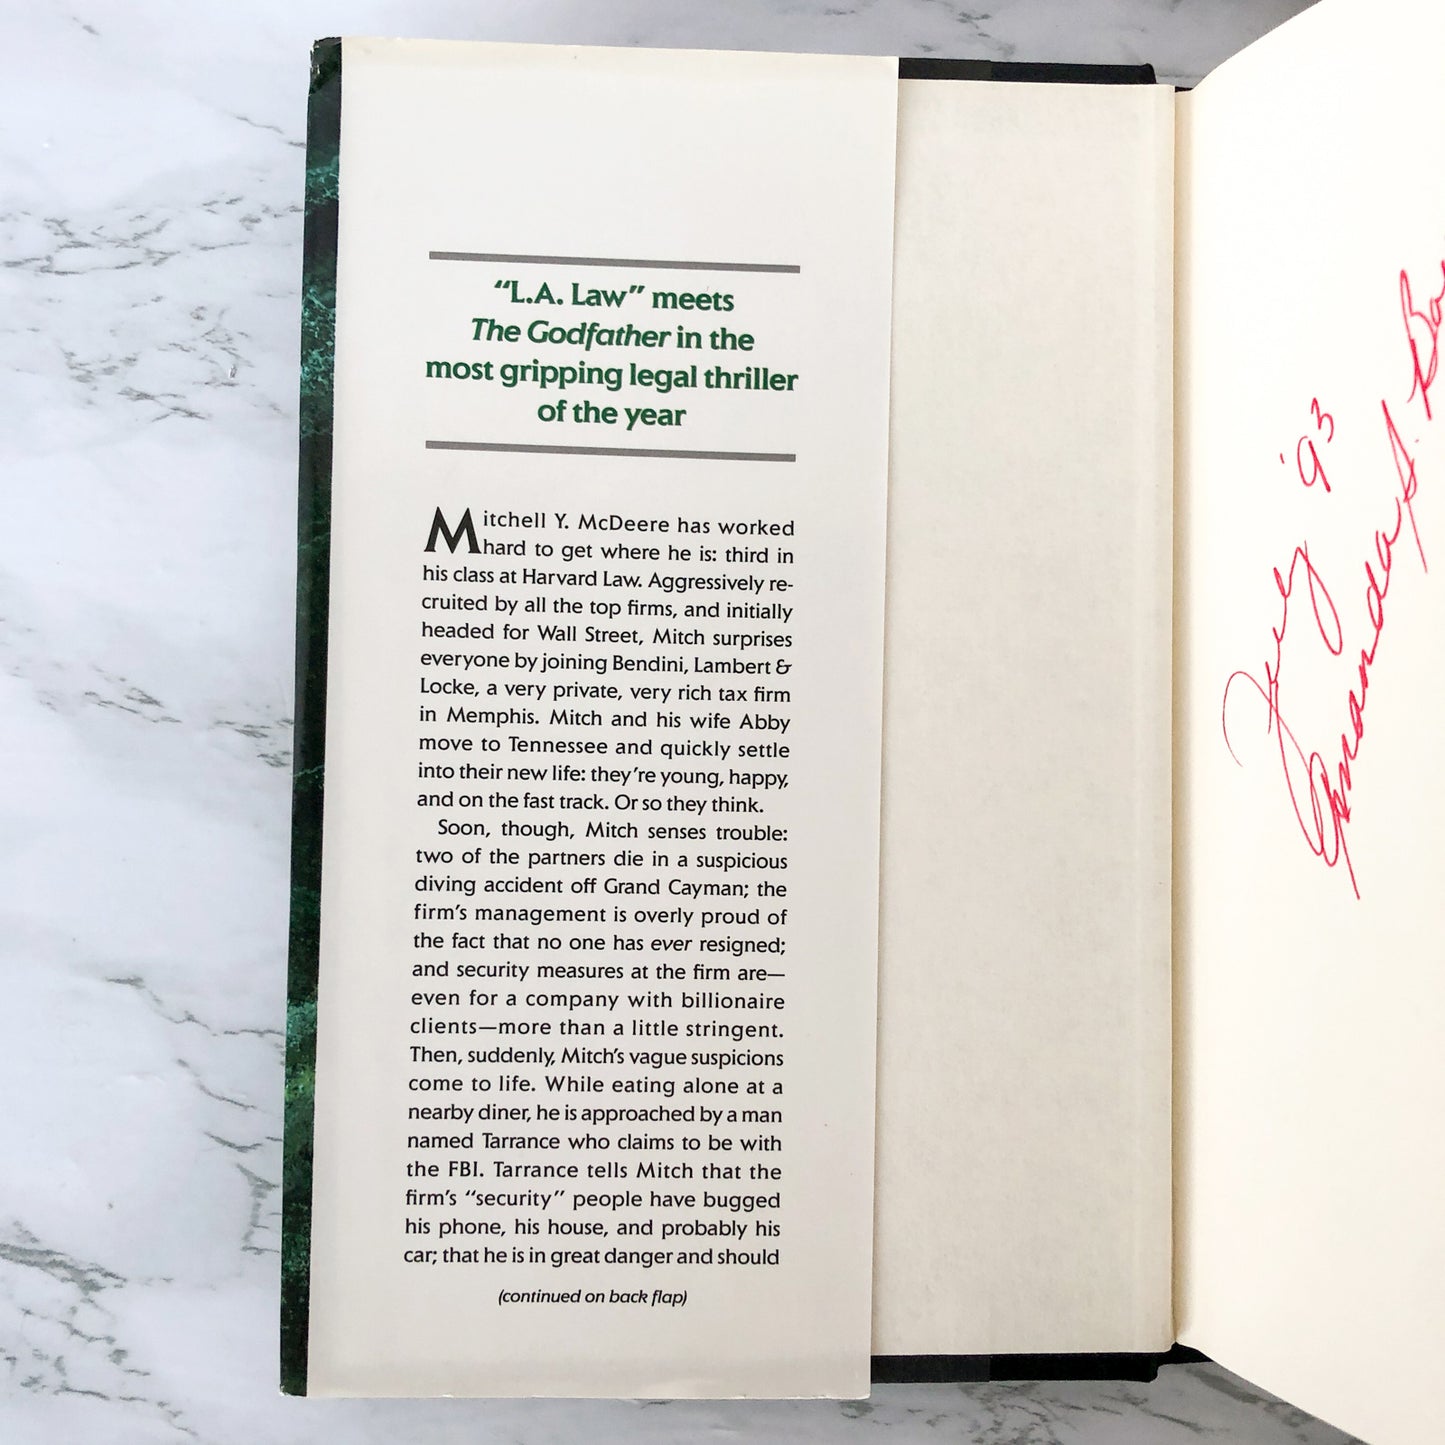 “L.A. Law” meets
The Godfather in the
most gripping legal thriller
of the year
Mitchell Y. McDeere has worked
hard to get where he is: third in
his class at Harvard Law. Aggressively re-
cruited by all the top firms, and initially
headed for Wall Street, Mitch surprises
everyone by joining Bendini, Lambert &
Locke, a very private, very rich tax firm
in Memphis. Mitch and his wife Abby
move to Tennessee and quickly settle
into their new life: they’re young, happy,
and on the fast track. Or so they think.
Soon, though, Mitch senses trouble:
two of the partners die in a suspicious
diving accident off Grand Cayman; the
firm’s management is overly proud of
the fact that no one has ever resigned;
and security measures at the firm are—
even for a company with billionaire
clients—more than a little stringent.
Then, suddenly, Mitch’s vague suspicions
come to life. While eating alone at a
nearby diner, he is approached by a man
named Tarrance who claims to be with
the FBI. Tarrance tells Mitch that the
firm’s “security” people have bugged
his phone, his house, and probably his
car; that he is in great danger and should
(continued on back flap)
July '93
Amanda S.